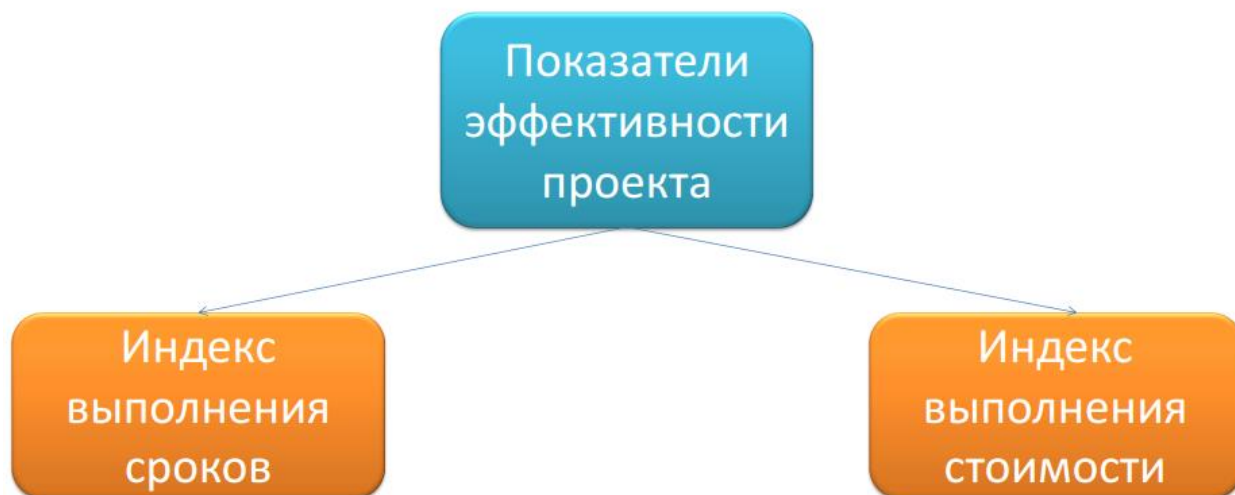 Показатели
эффективности
проекта
Индекс
выполнения
сроков
Индекс
выполнения
стоимости